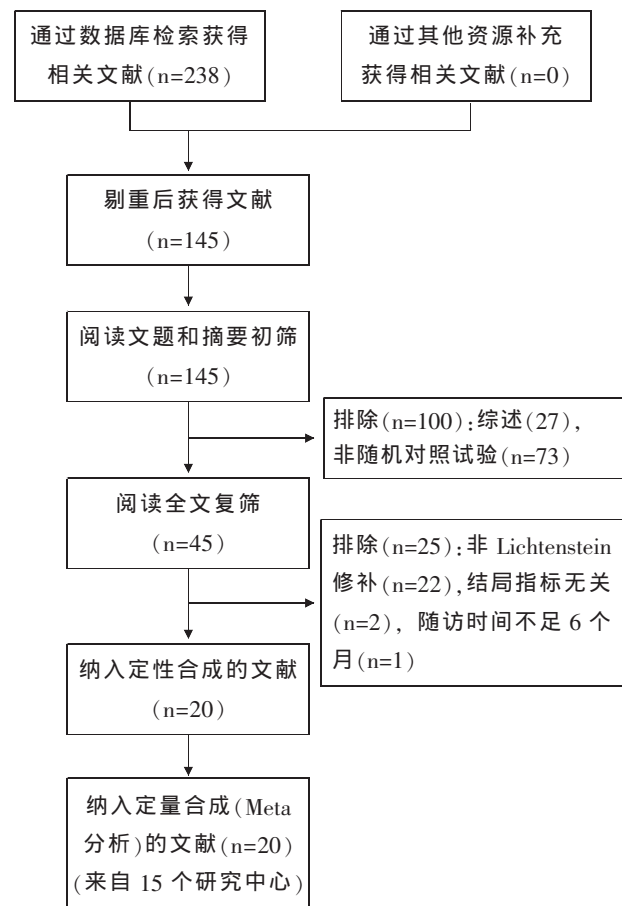 通过数据库检索获得
相关文献(n=238)
通过其他资源补充
获得相关文献(n=0)
剔重后获得文献
(n=145)
阅读文题和摘要初筛
(n=145)
排除(n=100):综述(27),
非随机对照试验(n=73)
阅读全文复筛
(n=45)
排除(n=25):非 Lichtenstein
修补(n=22),结局指标无关
(n=2), 随访时间不足 6 个
月(n=1)
纳入定性合成的文献
(n=20)
纳入定量合成(Meta
分析)的文献(n=20)
(来自 15 个研究中心)